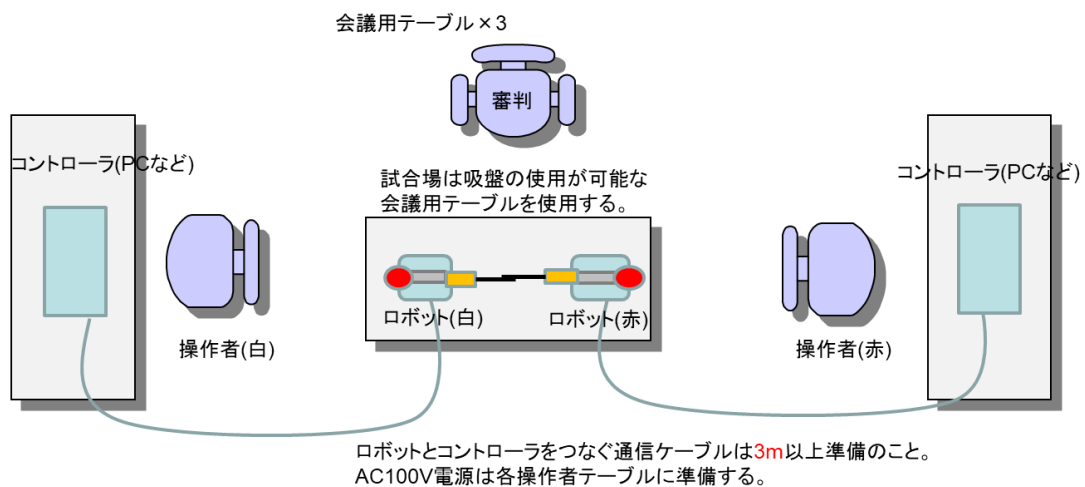 会議用テーブル×3
審判
コントローラ(PCなど)
コントローラ(PCなど)
試合場は吸盤の使用が可能な
会議用テーブルを使用する。
ロボット(白)
ロボット(赤)
操作者(白)
操作者(赤)
ロボットとコントローラをつなぐ通信ケーブルは3m以上準備のこと。
AC100V電源は各操作者テーブルに準備する。